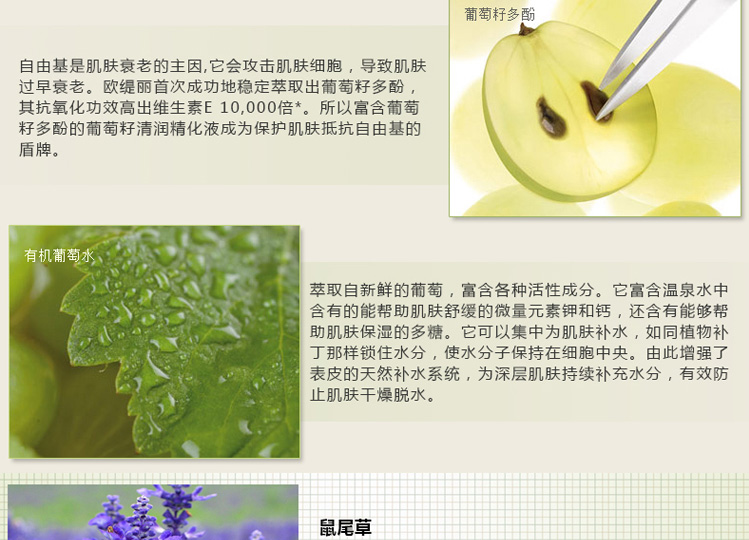 葡萄籽多酚
自由基是肌肤衰老的主因,它会攻击肌肤细胞，导致肌肤
过早衰老。欧缇丽首次成功地稳定萃取出葡萄籽多酚，
其抗氧化功效高出维生素E 10,000倍*。所以富含葡萄
籽多酚的葡萄籽清润精化液成为保护肌肤抵抗自由基的
盾牌。
有机葡萄水
萃取自新鲜的葡萄，富含各种活性成分。它富含温泉水中
含有的能帮助肌肤舒缓的微量元素钾和钙，还含有能够帮
助肌肤保湿的多糖。它可以集中为肌肤补水，如同植物补
丁那样锁住水分，使水分子保持在细胞中央。由此增强了
表皮的天然补水系统，为深层肌肤持续补充水分，有效防
止肌肤干燥脱水。
鼠尾草